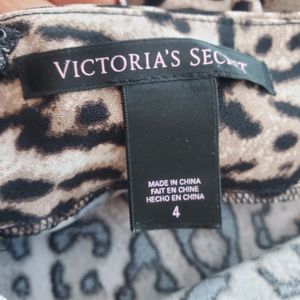 VICTORIA'S SECRET
MADE IN CHINA
FAIT EN CHINE
HECHO EN CHINA
4